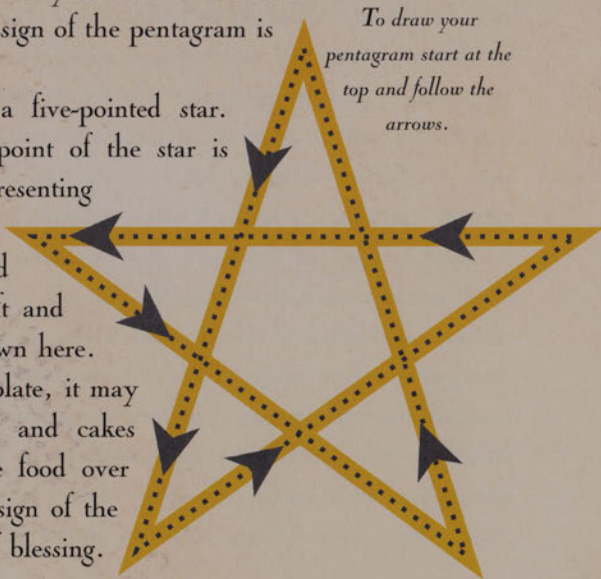 sign of the pentagram is
a five-pointed star.
point of the star is
resenting
d
t and
wn here.
plate, it may
and cakes
e food over
sign of the
f blessing.
To draw your
pentagram start at the
top and follow the
arrows.